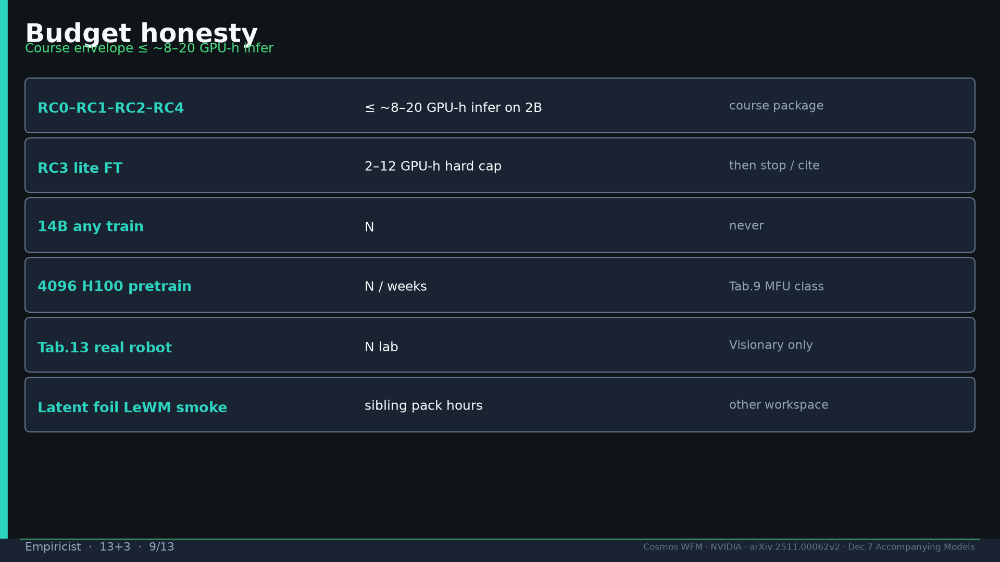 Budget honesty
Course envelope ≤ ~8–20 GPU-h infer
RC0–RC1–RC2–RC4
≤ ~8–20 GPU-h infer on 2B
course package
RC3 lite FT
2–12 GPU-h hard cap
then stop / cite
14B any train
N
never
4096 H100 pretrain
N / weeks
Tab.9 MFU class
Tab.13 real robot
N lab
Visionary only
Latent foil LeWM smoke
sibling pack hours
other workspace
Empiricist · 13+3 · 9/13
Cosmos WFM · NVIDIA · arXiv 2511.00062v2 · Dec 7 Accompanying Models